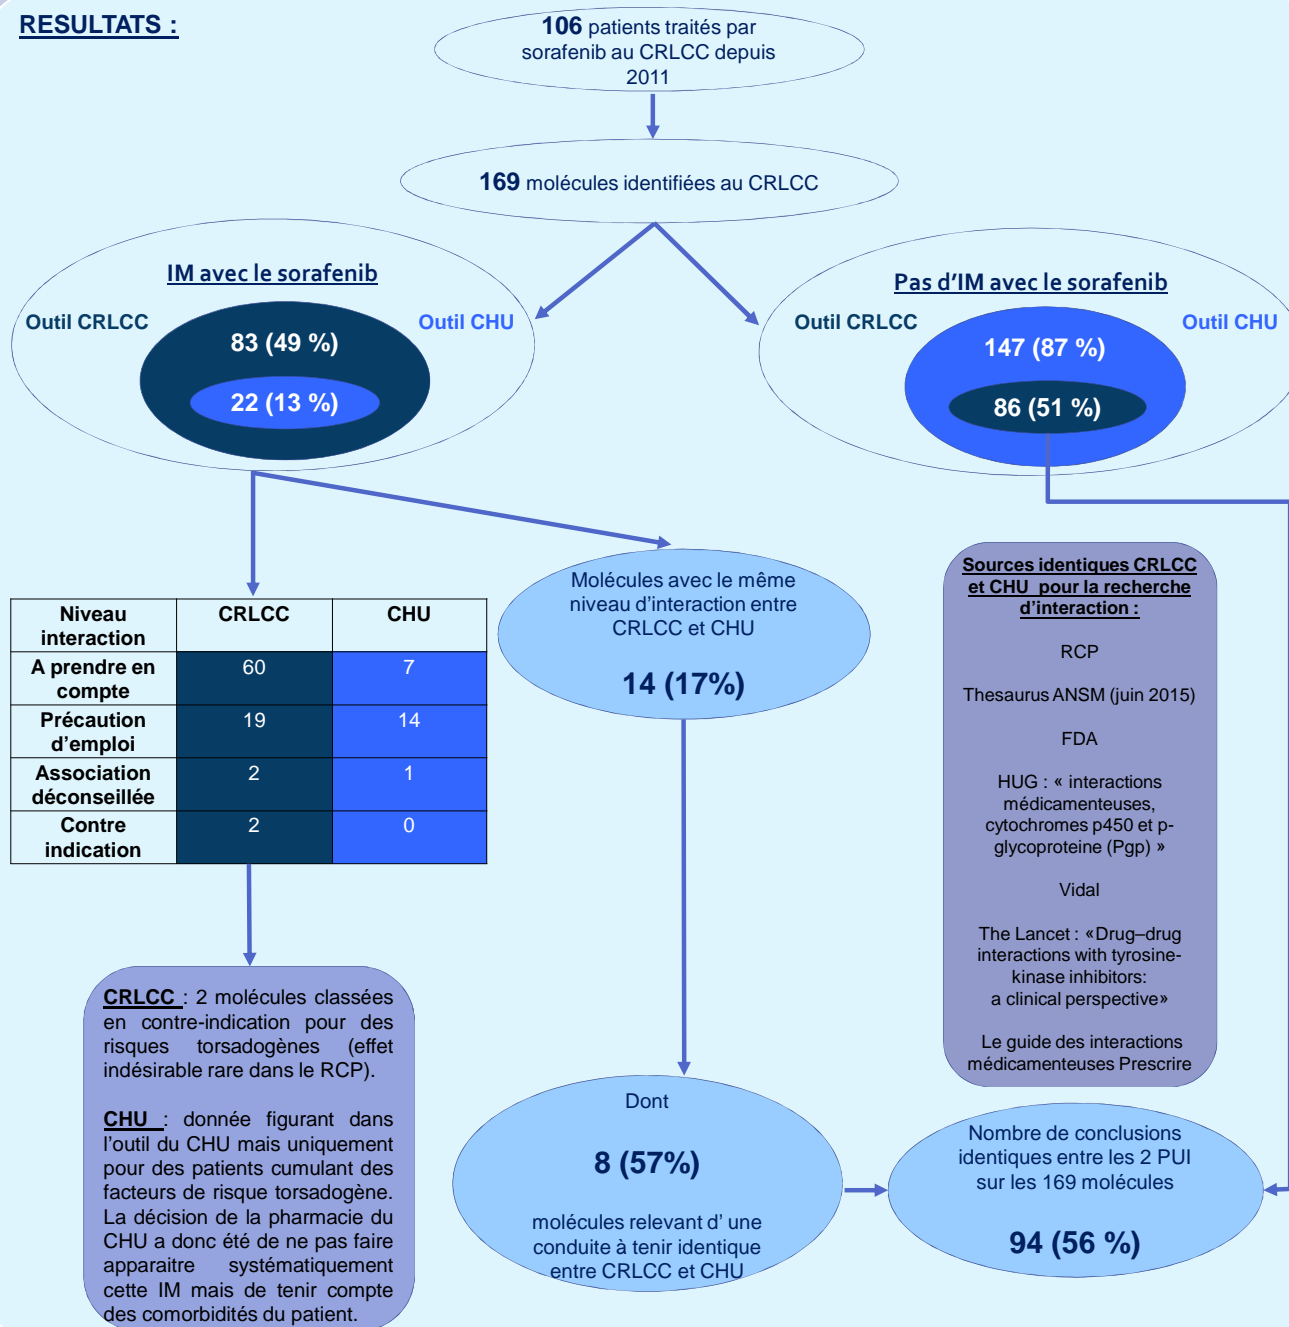 RESULTATS :
106 patients traités par
sorafenib au CRLCC depuis
2011
169 molécules identifiées au CRLCC
IM avec le sorafenib
Outil CRLCC
Outil CHU
83 (49 %)
22 (13 %)
Pas d’IM avec le sorafenib
Outil CRLCC
Outil CHU
147 (87 %)
86 (51 %)
Niveau
interaction
CRLCC
CHU
A prendre en
compte
60
7
Précaution
d’emploi
19
14
Association
déconseillée
2
1
Contre
indication
2
0
Molécules avec le même
niveau d’interaction entre
CRLCC et CHU
14 (17%)
Sources identiques CRLCC
et CHU pour la recherche
d’interaction :
RCP
Thesaurus ANSM (juin 2015)
FDA
HUG : « interactions
médicamenteuses,
cytochromes p450 et p-
glycoproteine (Pgp) »
Vidal
The Lancet : «Drug–drug
interactions with tyrosine-
kinase inhibitors:
a clinical perspective»
Le guide des interactions
médicamenteuses Prescrire
CRLCC : 2 molécules classées
en contre-indication pour des
risques torsadogènes (effet
indésirable rare dans le RCP).
CHU : donnée figurant dans
l’outil du CHU mais uniquement
pour des patients cumulant des
facteurs de risque torsadogène.
La décision de la pharmacie du
CHU a donc été de ne pas faire
apparaitre systématiquement
cette IM mais de tenir compte
des comorbidités du patient.
Dont
8 (57%)
molécules relevant d’ une
conduite à tenir identique
entre CRLCC et CHU
Nombre de conclusions
identiques entre les 2 PUI
sur les 169 molécules
94 (56 %)